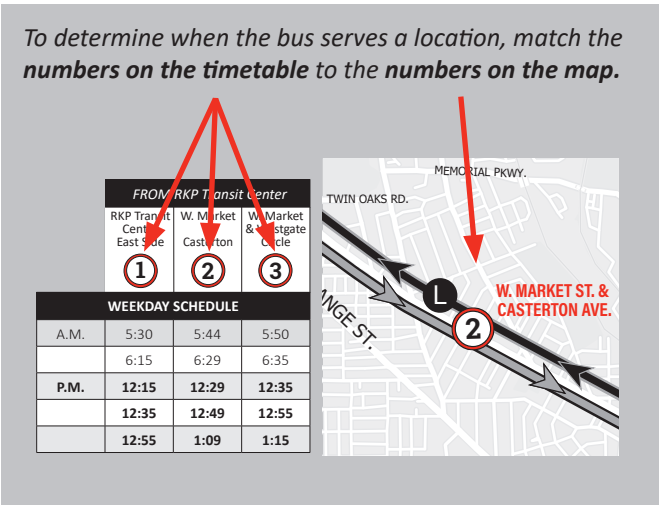 To determine when the bus serves a location, match the
numbers on the timetable to the numbers on the map.
FROM RKP Transit Center
RKP Transit Center East Side
W. Market Casterton
W. Market & Westgate Circle
1 2 3
WEEKDAY SCHEDULE
A.M. 5:30 5:44 5:50
6:15 6:29 6:35
P.M. 12:15 12:29 12:35
12:35 12:49 12:55
12:55 1:09 1:15
MEMORIAL PKWY.
TWIN OAKS RD.
L
W. MARKET ST. &
CASTERTON AVE.
2
ANGE ST.